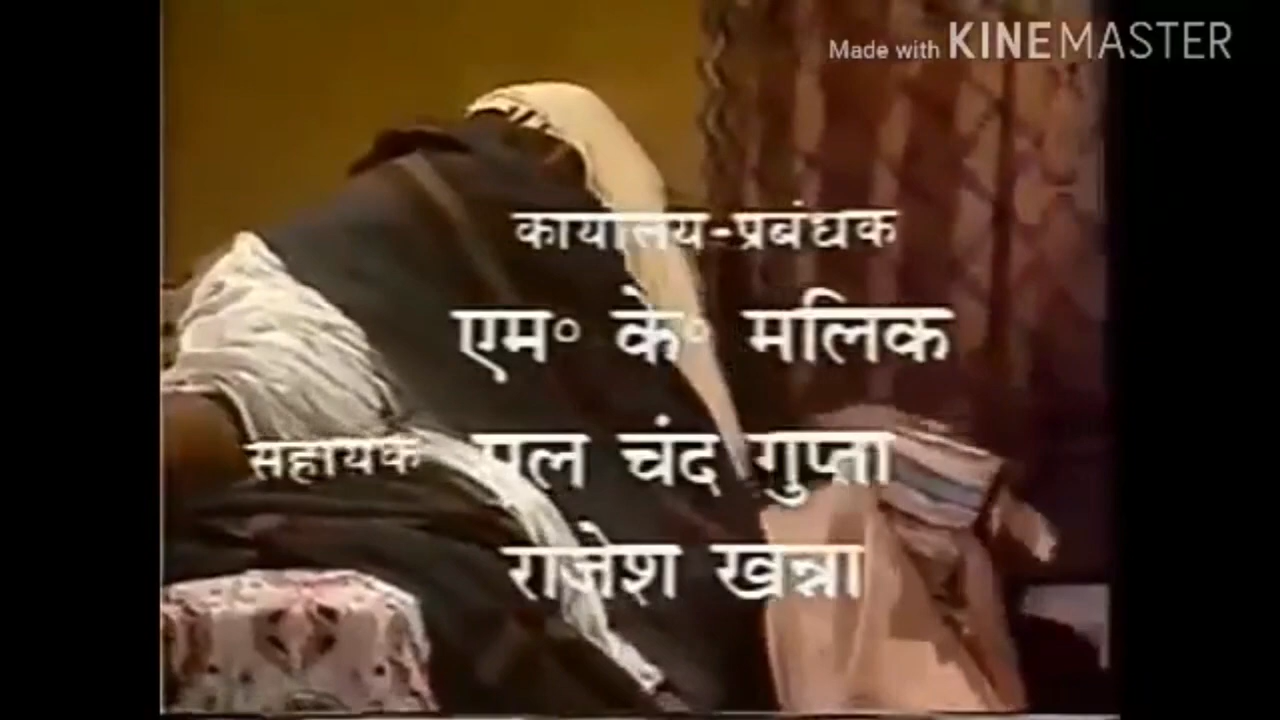 Made with KINEMASTER
कार्यालय-प्रबंधक
एम॰ के॰ मलिक
सहायक चंद गुप्ता
राजेश खन्ना